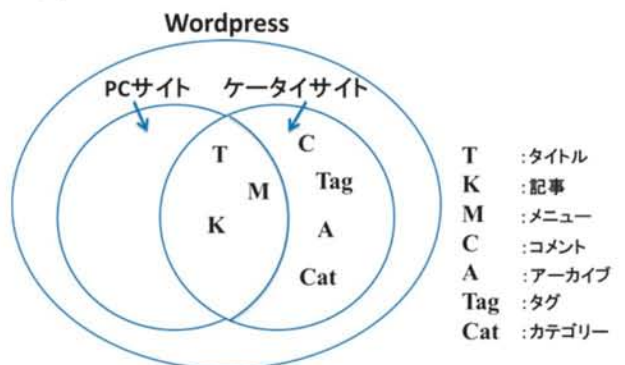 Wordpress
PCサイト ケータイサイト
T
C
M
Tag
K
A
Cat
T :タイトル
K :記事
M :メニュー
C :コメント
A :アーカイブ
Tag :タグ
Cat :カテゴリー